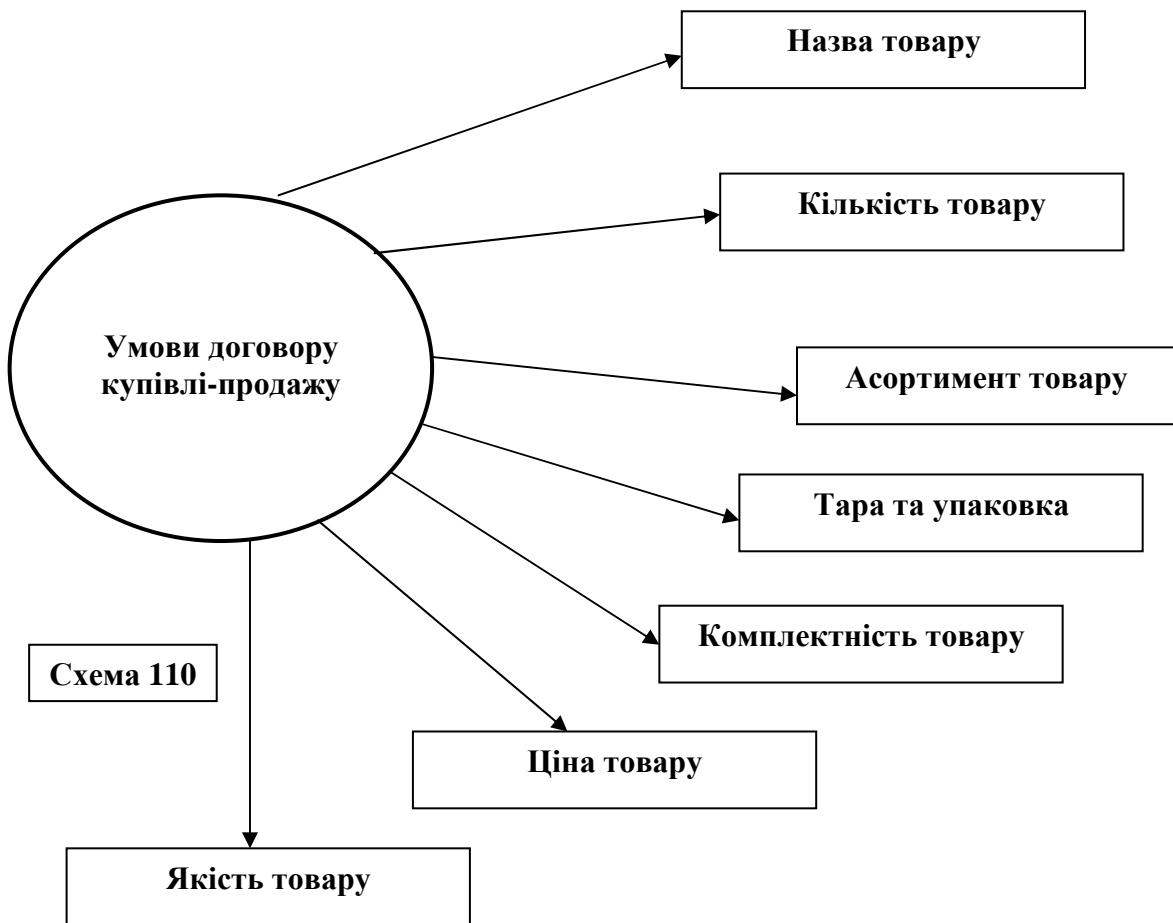 Назва товару
Кількість товару
Умови договору
купівлі-продажу
Асортимент товару
Тара та упаковка
Комплектність товару
Схема 110
Ціна товару
Якість товару